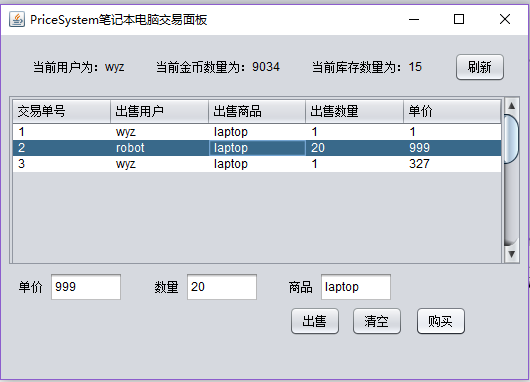 PriceSystem笔记本电脑交易面板
当前用户为：wyz 当前金币数量为：9034 当前库存数量为：15 刷新
交易单号 出售用户 出售商品 出售数量 单价
1 wyz laptop 1 1
2 robot laptop 20 999
3 wyz laptop 1 327
单价 999 数量 20 商品 laptop
出售 清空 购买